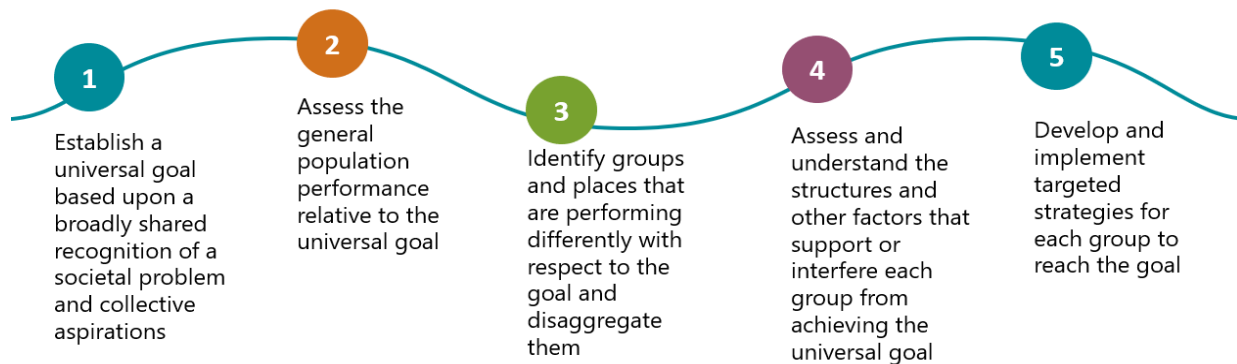 1
Establish a
universal goal
based upon a
broadly shared
recognition of a
societal problem
and collective
aspirations
2
Assess the
general
population
performance
relative to the
universal goal
3
Identify groups
and places that
are performing
differently with
respect to the
goal and
disaggregate
them
4
Assess and
understand the
structures and
other factors that
support or
interfere each
group from
achieving the
universal goal
5
Develop and
implement
targeted
strategies for
each group to
reach the goal